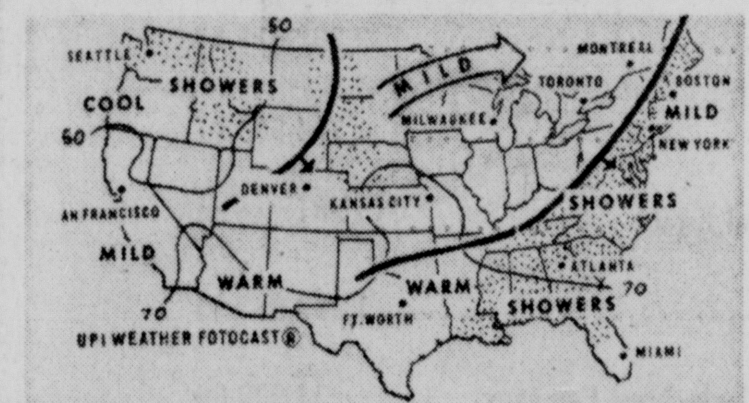 50
SEATTLE
MONTREAL
SHOWERS
MILD
TORONTO
BOSTON
COOL
MILD
MILWAUKEE
60
NEW YORK
DENVER
KANSAS CITY
SHOWERS
AN FRANCISCO
MILD
ATLANTA
WARM
WARM
70
70
SHOWERS
FT. WORTH
UPI WEATHER FOTOCAST ®
MIAMI